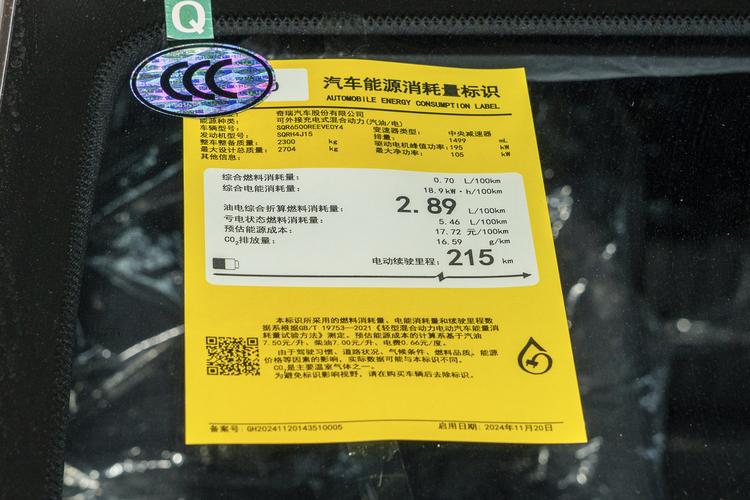 Q
CCC
汽车能源消耗量标识
AUTOMOBILE ENERGY CONSUMPTION LABEL
奇瑞汽车股份有限公司
能源种类： 可外接充电式混合动力(汽油/电)
车辆型号： SQR6500REEVE0Y4 变速器类型： 中央减速器
发动机型号： SQRH4J15 排量： 1499 mL
整车整备质量： 2300 kg 驱动电机峰值功率：195 kW
最大设计总质量： 2704 kg 最大净功率： 105 kW
其他信息：
综合燃料消耗量： 0.70 L/100km
综合电能消耗量： 18.9 kW·h/100km
油电综合折算燃料消耗量： 2.89 L/100km
亏电状态燃料消耗量： 5.46 L/100km
预估能源成本： 17.72 元/100km
CO₂排放量： 16.59 g/km
电动续驶里程： 215 km
本标识所采用的燃料消耗量、电能消耗量和续驶里程数
据系根据GB/T 19753—2021《轻型混合动力电动汽车能量消
耗量试验方法》测定。预估能源成本的计算系基于汽油
7.50元/升、柴油7.00元/升、电费0.66元/度。
由于驾驶习惯、道路状况、气候条件、燃料品质、能源
价格等因素的影响，实际数据可能与本标识不同。
CO₂是主要温室气体之一。
为避免标识影响视野，请在购买车辆后去除标识。
备案号：QH20241120143510005 启用日期：2024年11月20日